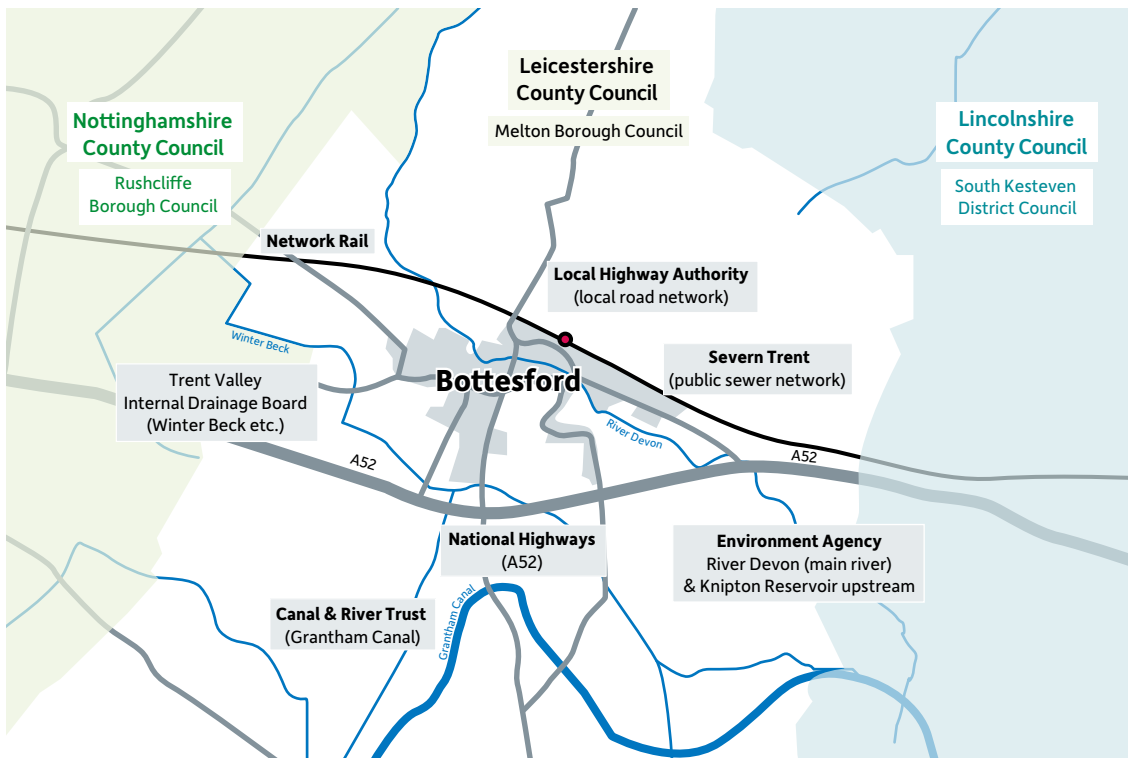 Leicestershire
County Council
Melton Borough Council
Nottinghamshire
County Council
Rushcliffe
Borough Council
Lincolnshire
County Council
South Kesteven
District Council
Network Rail
Local Highway Authority
(local road network)
Winter Beck
Severn Trent
(public sewer network)
Bottesford
Trent Valley
Internal Drainage Board
(Winter Beck etc.)
River Devon
A52
A52
National Highways
(A52)
Environment Agency
River Devon (main river)
& Knipton Reservoir upstream
Canal & River Trust
(Grantham Canal)
Grantham Canal